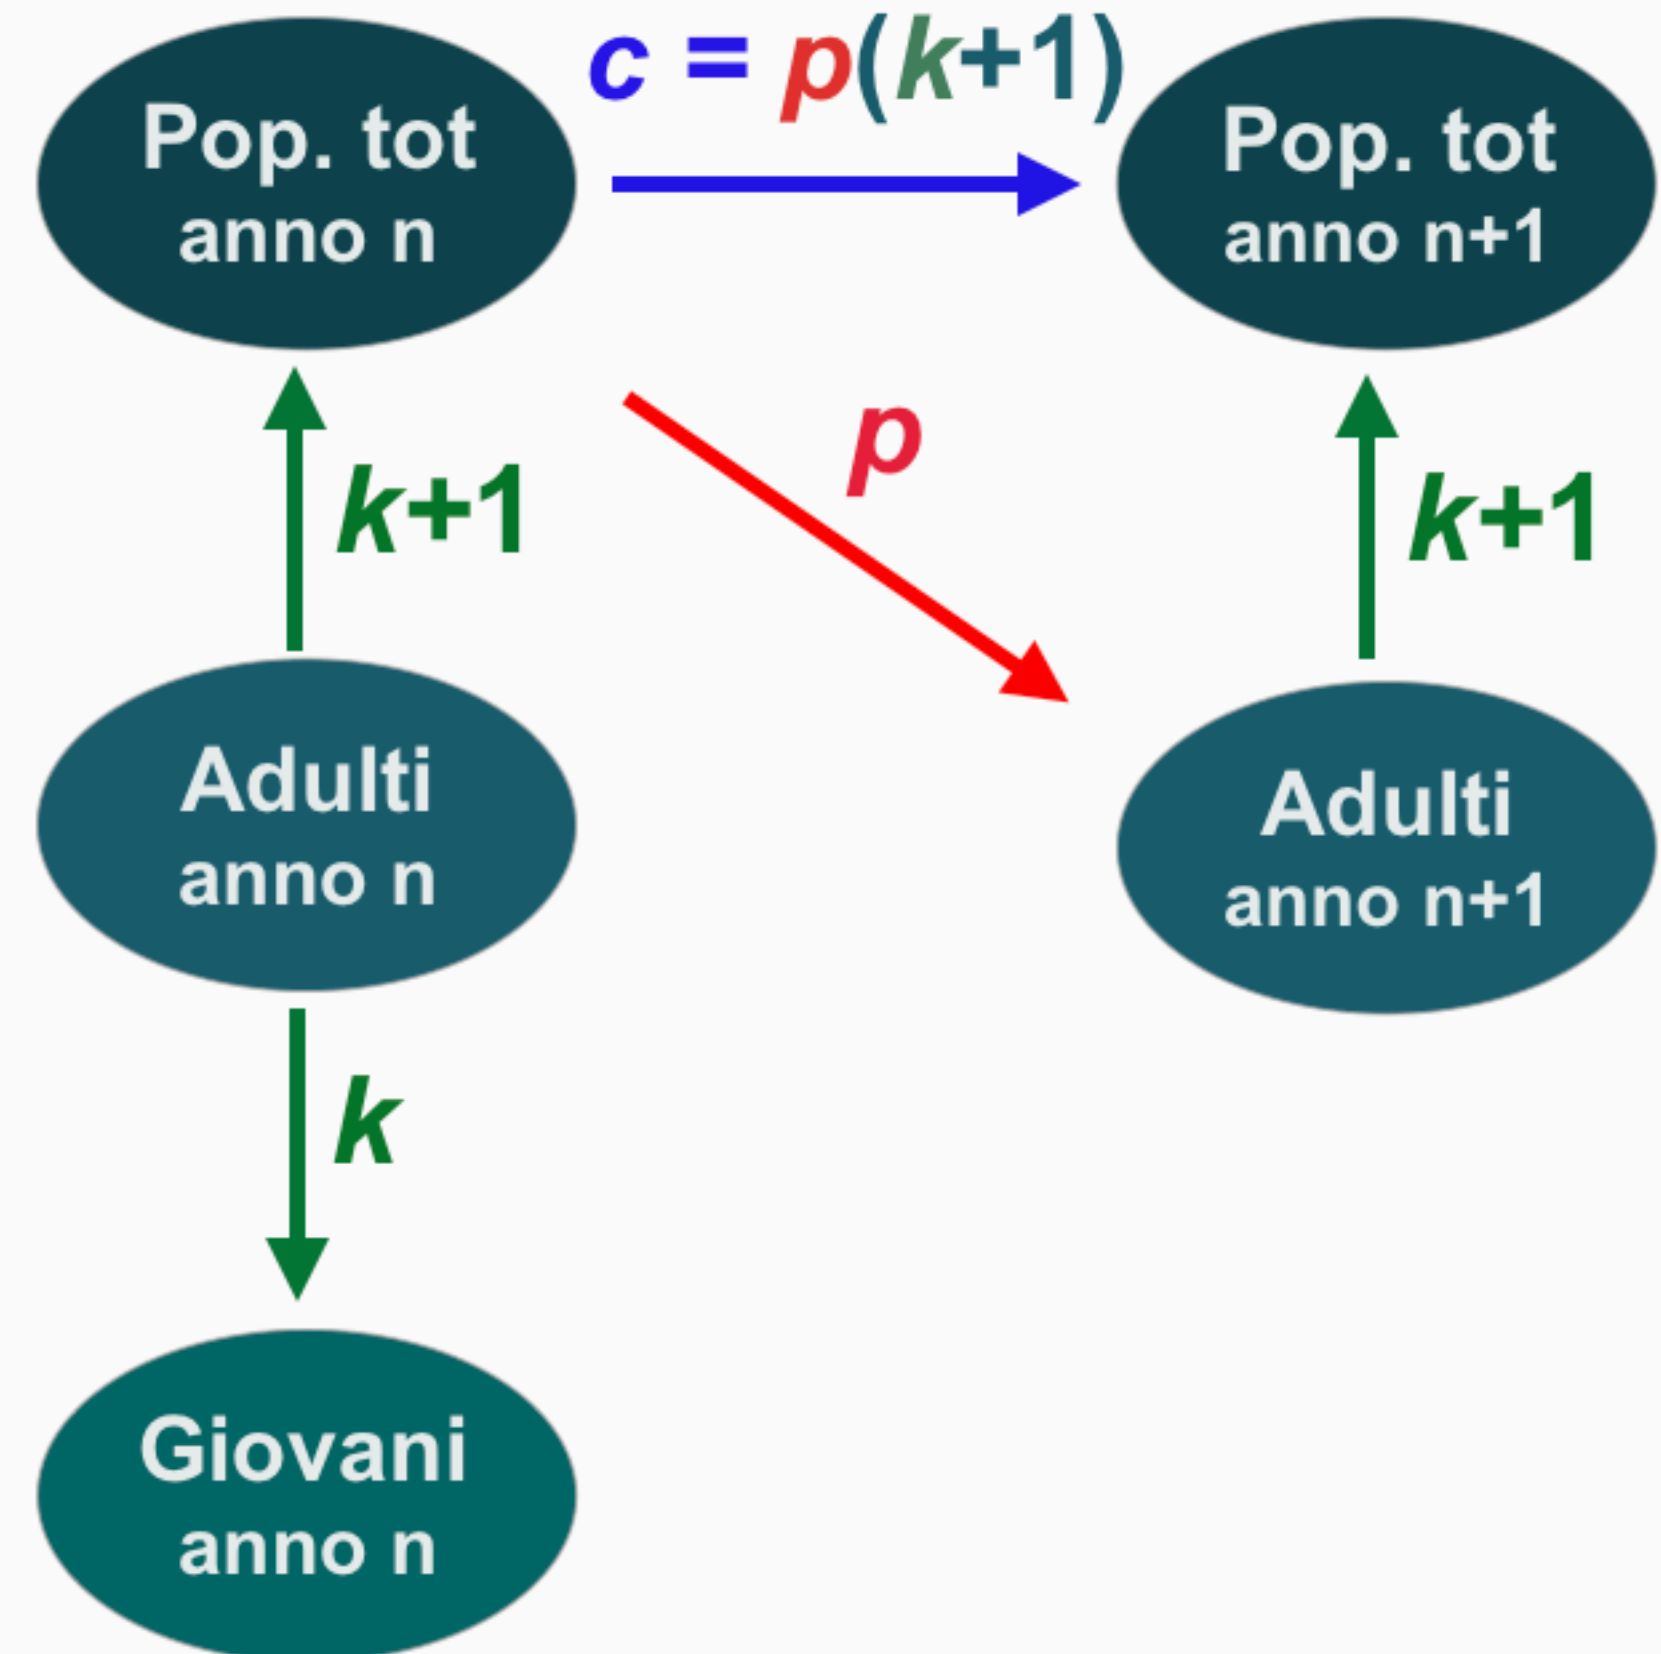 c = p(k+1)
Pop. tot
anno n
Pop. tot
anno n+1
p
k+1
k+1
Adulti
anno n
Adulti
anno n+1
k
Giovani
anno n